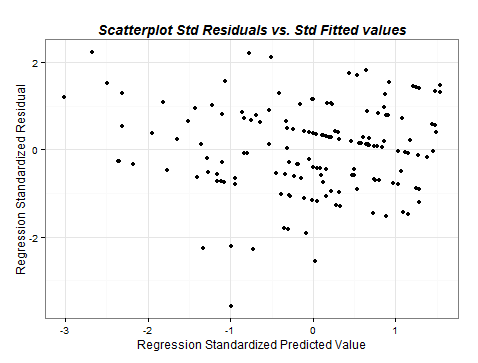 Scatterplot Std Residuals vs. Std Fitted values
Regression Standardized Residual
2
0
-2
-3 -2 -1 0 1
Regression Standardized Predicted Value